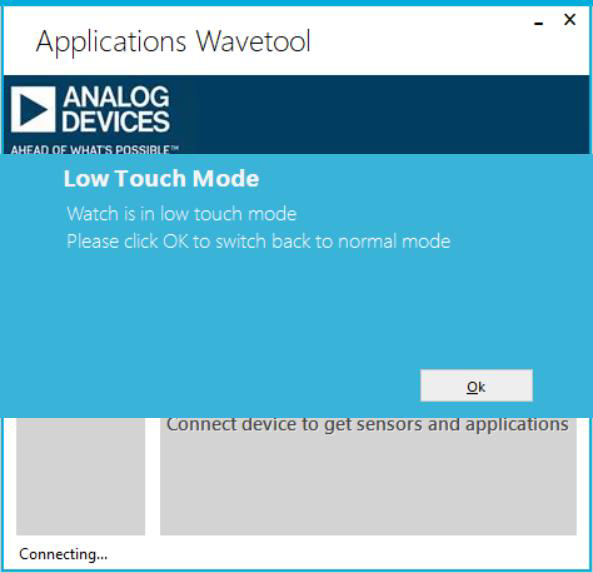 Applications Wavetool
ANALOG
DEVICES
AHEAD OF WHAT'S POSSIBLE™
Low Touch Mode
Watch is in low touch mode
Please click OK to switch back to normal mode
Ok
Connect device to get sensors and applications
Connecting...